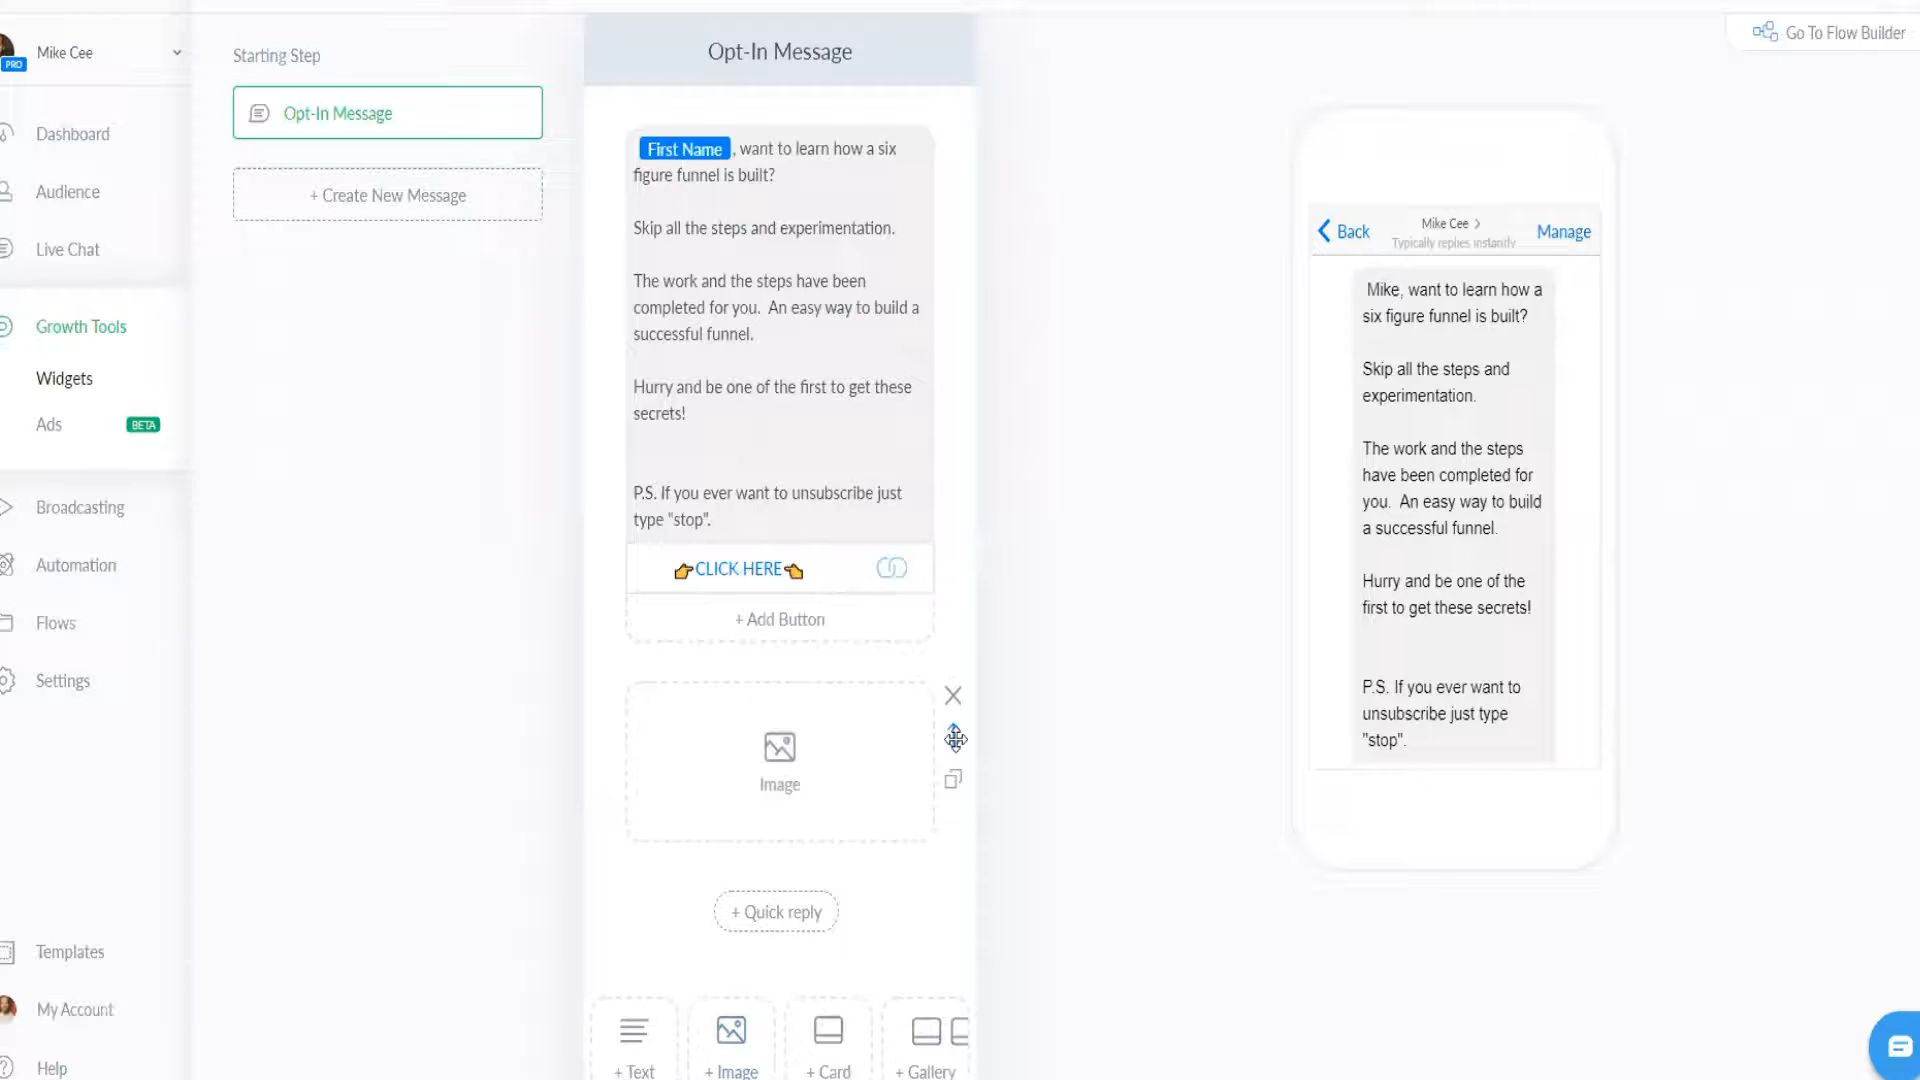 Mike Cee
PRO
Dashboard
Audience
Live Chat
Growth Tools
Widgets
Ads
BETA
Broadcasting
Automation
Flows
Settings
Templates
My Account
Help
Starting Step
Opt-In Message
+ Create New Message
Opt-In Message
First Name , want to learn how a six
figure funnel is built?
Skip all the steps and experimentation.
The work and the steps have been
completed for you. An easy way to build a
successful funnel.
Hurry and be one of the first to get these
secrets!
P.S. If you ever want to unsubscribe just
type "stop".
👉CLICK HERE👈
+ Add Button
Image
+ Quick reply
+ Text
+ Image
+ Card
+ Gallery
Go To Flow Builder
Back
Mike Cee >
Typically replies instantly
Manage
Mike, want to learn how a
six figure funnel is built?
Skip all the steps and
experimentation.
The work and the steps
have been completed for
you. An easy way to build
a successful funnel.
Hurry and be one of the
first to get these secrets!
P.S. If you ever want to
unsubscribe just type
"stop".